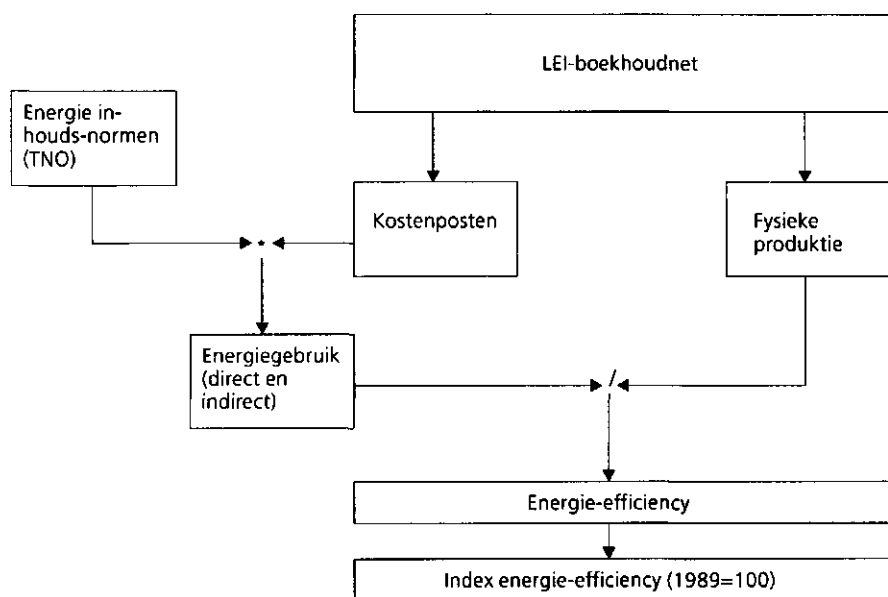 LEI-boekhoudnet
Energie in-
houds-normen
(TNO)
Kostenposten
Fysieke
produktie
*
Energiegebruik
(direct en
indirect)
/
Energie-efficiency
Index energie-efficiency (1989=100)